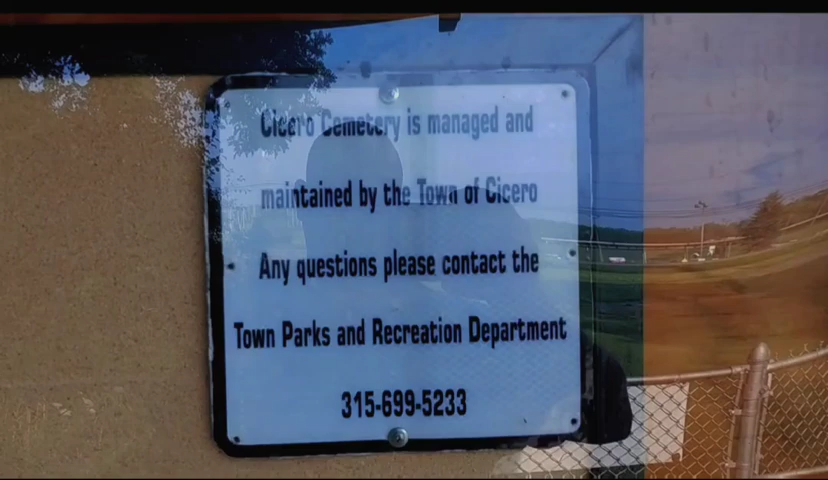 Cicero Cemetery is managed and
maintained by the Town of Cicero
Any questions please contact the
Town Parks and Recreation Department
315-699-5233